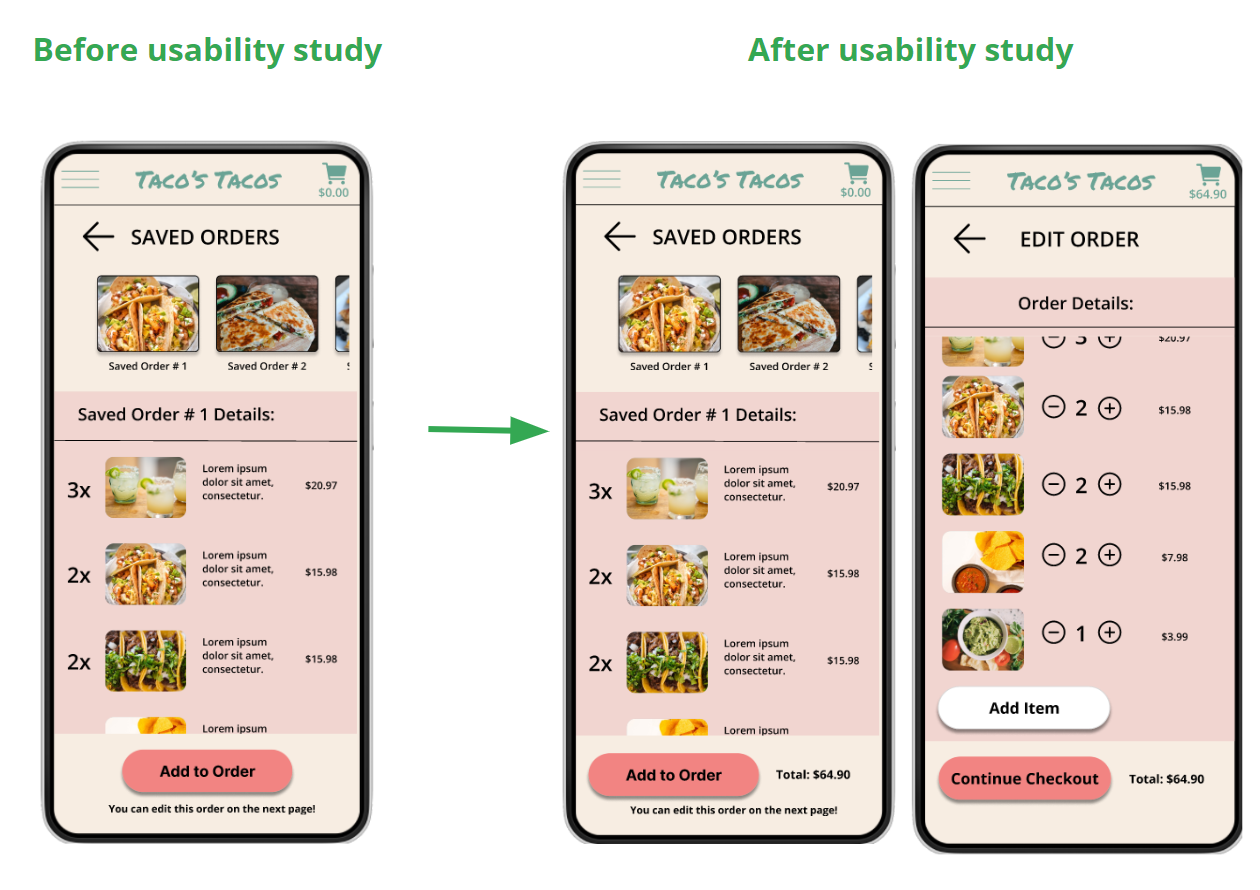 Before usability study
After usability study
TACO'S TACOS
$0.00
SAVED ORDERS
Saved Order # 1
Saved Order # 2
Saved Order # 1 Details:
3x
Lorem ipsum
dolor sit amet,
consectetur.
$20.97
2x
Lorem ipsum
dolor sit amet,
consectetur.
$15.98
2x
Lorem ipsum
dolor sit amet,
consectetur.
$15.98
Lorem ipsum
Add to Order
You can edit this order on the next page!
TACO'S TACOS
$0.00
SAVED ORDERS
Saved Order # 1
Saved Order # 2
Saved Order # 1 Details:
3x
Lorem ipsum
dolor sit amet,
consectetur.
$20.97
2x
Lorem ipsum
dolor sit amet,
consectetur.
$15.98
2x
Lorem ipsum
dolor sit amet,
consectetur.
$15.98
Lorem ipsum
Add to Order
Total: $64.90
You can edit this order on the next page!
TACO'S TACOS
$64.90
EDIT ORDER
Order Details:
3
$20.97
2
$15.98
2
$15.98
2
$7.98
1
$3.99
Add Item
Continue Checkout
Total: $64.90